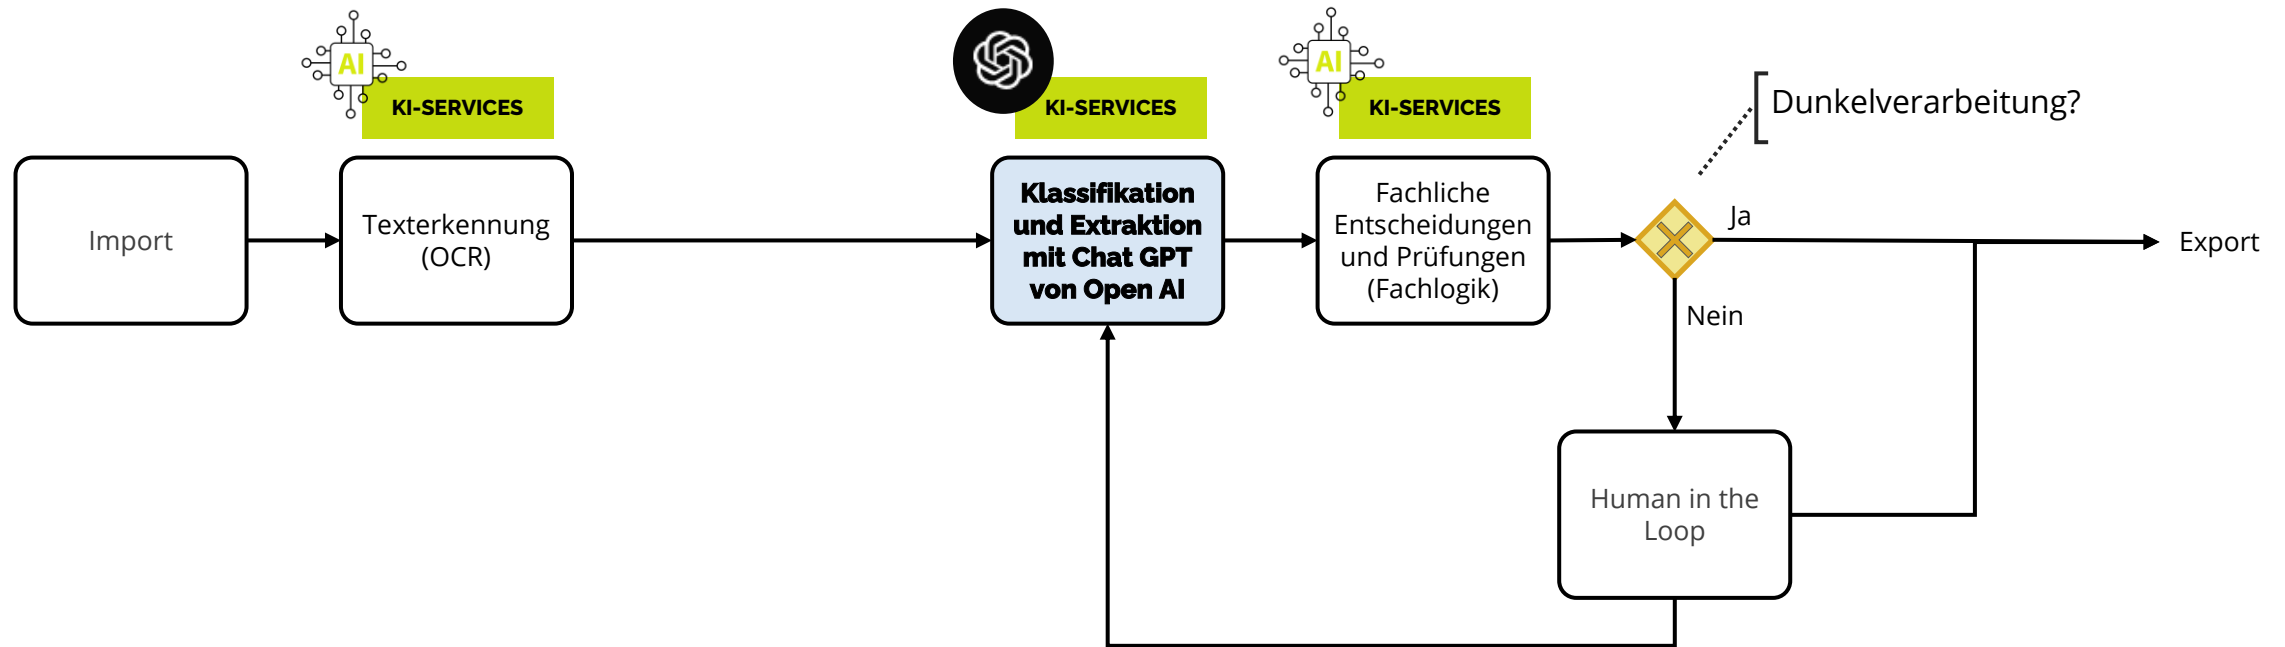 AI
KI-SERVICES
KI-SERVICES
AI
KI-SERVICES
Dunkelverarbeitung?
Import
Texterkennung
(OCR)
Klassifikation
und Extraktion
mit Chat GPT
von Open AI
Fachliche
Entscheidungen
und Prüfungen
(Fachlogik)
Ja
Export
Nein
Human in the
Loop